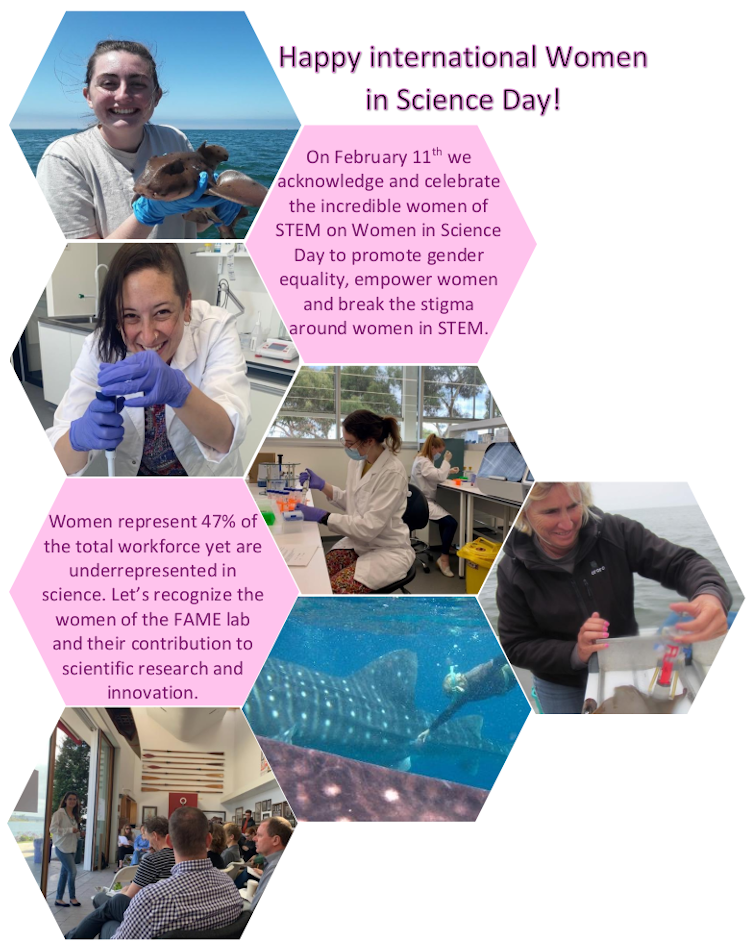 Happy international Women
in Science Day!
On February 11th we
acknowledge and celebrate
the incredible women of
STEM on Women in Science
Day to promote gender
equality, empower women
and break the stigma
around women in STEM.
Women represent 47% of
the total workforce yet are
underrepresented in
science. Let’s recognize the
women of the FAME lab
and their contribution to
scientific research and
innovation.